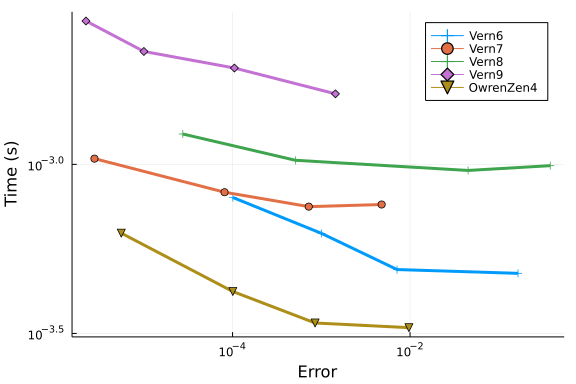 Vern6
Vern7
Vern8
Vern9
OwrenZen4
Time (s)
10⁻³·⁰
10⁻³·⁵
10⁻⁴
10⁻²
Error